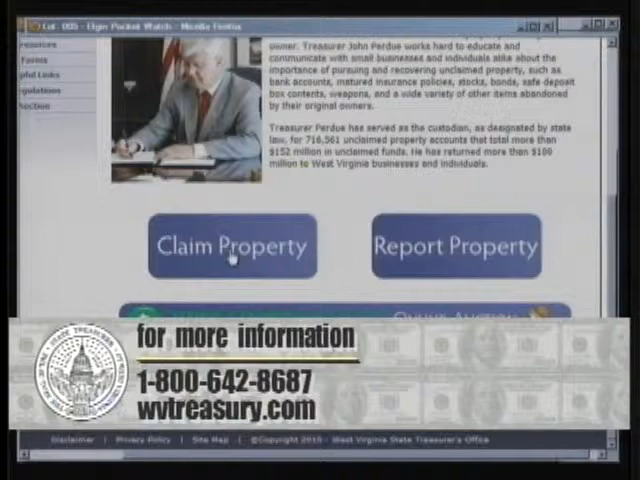 Lot 005 - Elgin Pocket Watch - Mozilla Firefox
owner. Treasurer John Perdue works hard to educate and
communicate with small businesses and individuals alike about the
importance of pursuing and recovering unclaimed property, such as
bank accounts, matured insurance policies, stocks, bonds, safe deposit
box contents, weapons, and a wide variety of other items abandoned
by their original owners.
Treasurer Perdue has served as the custodian, as designated by state
law, for 716,561 unclaimed property accounts that total more than
$152 million in unclaimed funds. He has returned more than $100
million to West Virginia businesses and individuals.
Forms
pful Links
gulations
Claim Property
Report Property
Online Auction
for more information
1-800-642-8687
wvtreasury.com
Disclaimer | Privacy Policy | Site Map | ©Copyright 2010 - West Virginia State Treasurer's Office